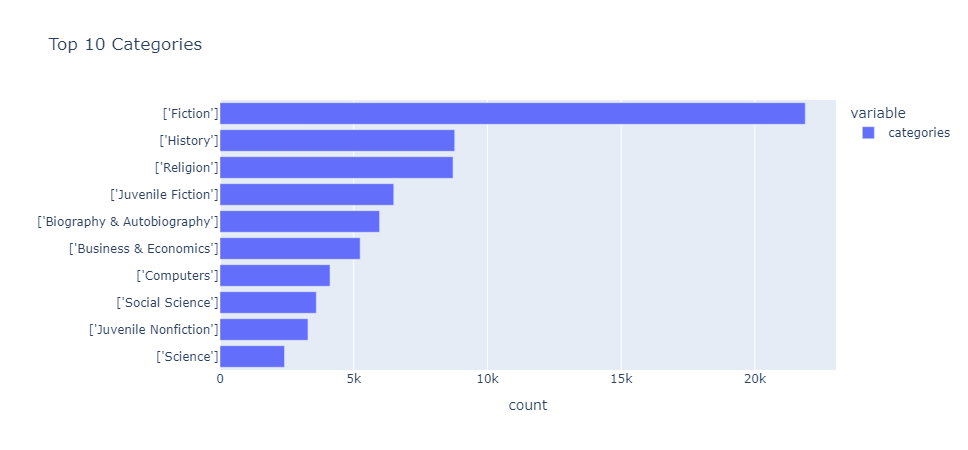 Top 10 Categories
['Fiction']
['History']
['Religion']
['Juvenile Fiction']
['Biography & Autobiography']
['Business & Economics']
['Computers']
['Social Science']
['Juvenile Nonfiction']
['Science']
0 5k 10k 15k 20k
count
variable
categories